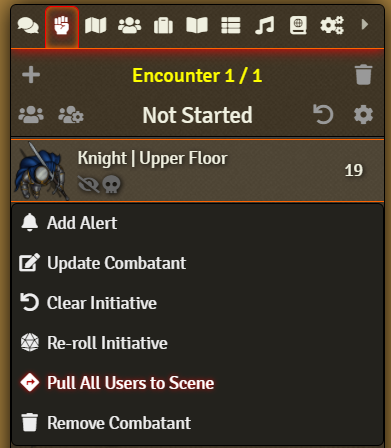 Encounter 1 / 1
Not Started
Knight | Upper Floor
19
Add Alert
Update Combatant
Clear Initiative
Re-roll Initiative
Pull All Users to Scene
Remove Combatant